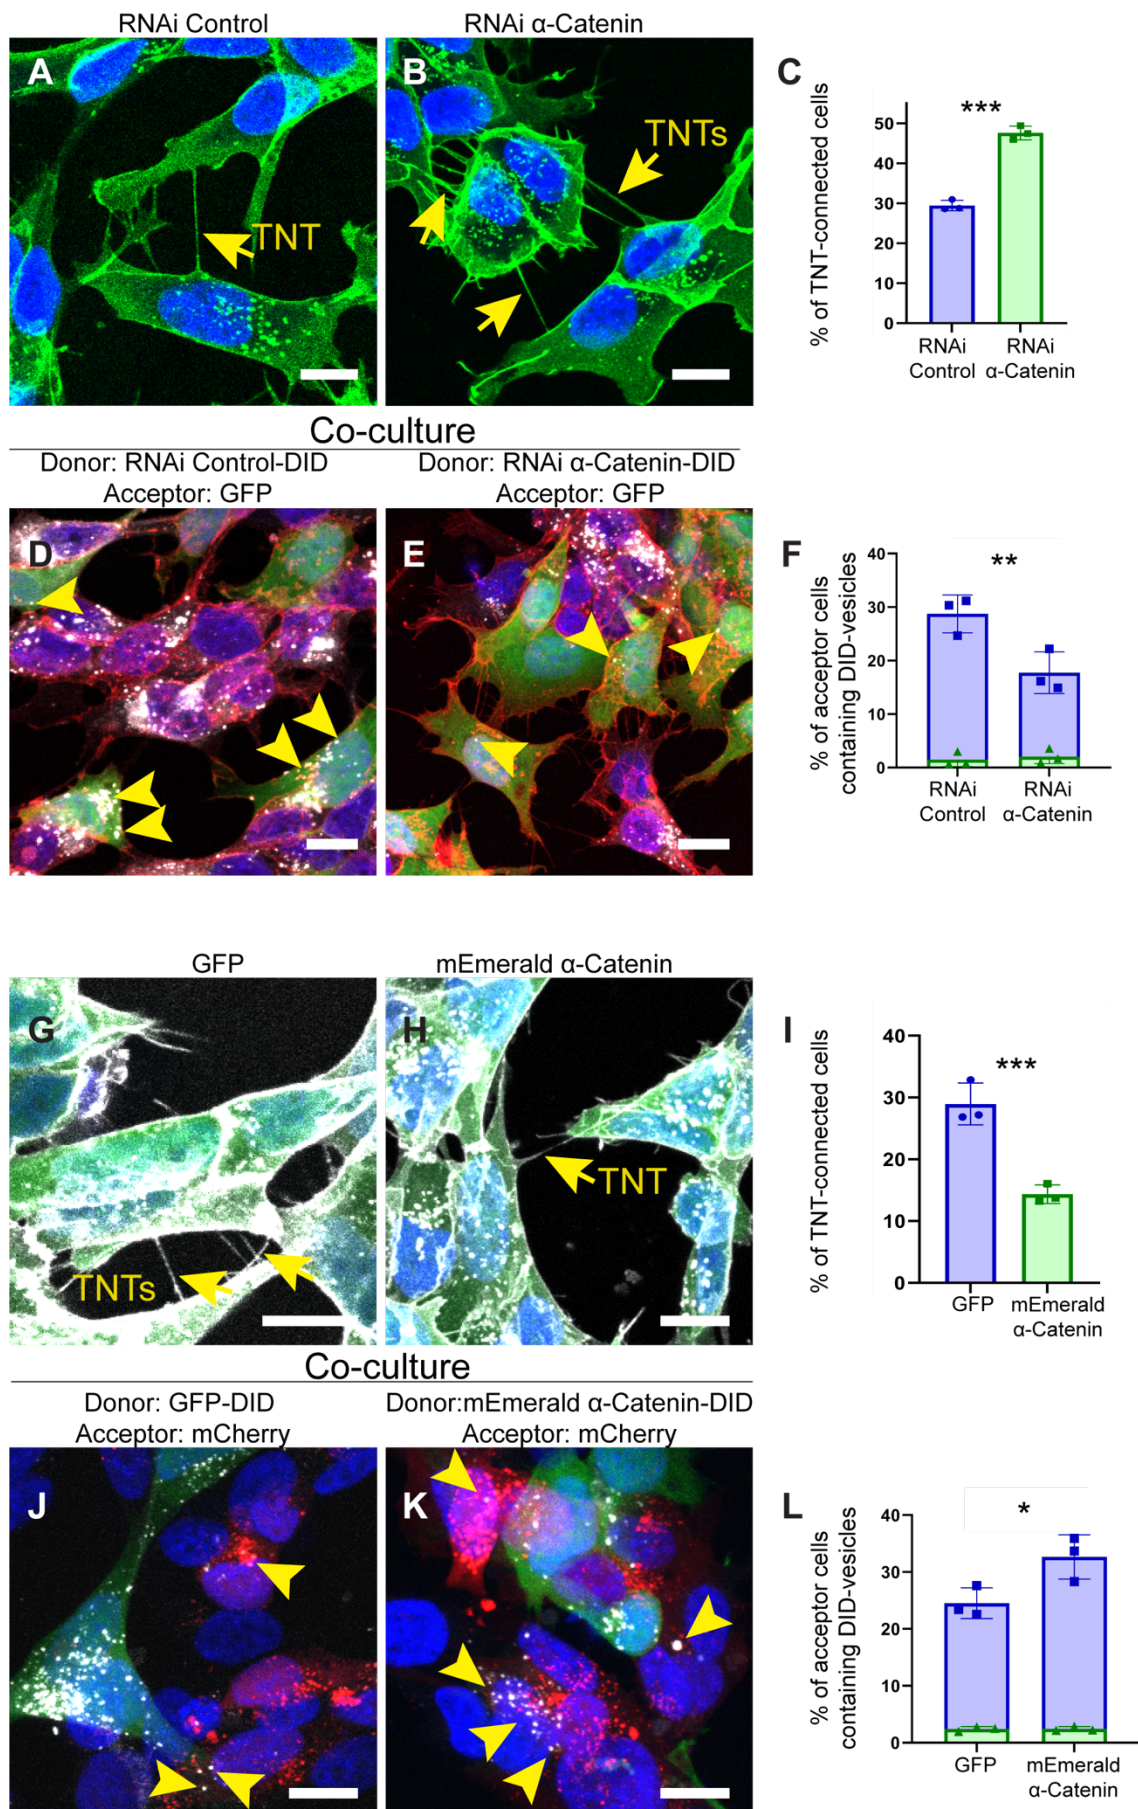 RNAi Control
RNAi α-Catenin
A
TNT
B
TNTs
C
% of TNT-connected cells
***
50
40
30
20
10
0
RNAi
Control
RNAi
α-Catenin
Co-culture
Donor: RNAi Control-DID
Acceptor: GFP
Donor: RNAi α-Catenin-DID
Acceptor: GFP
D
E
F
% of acceptor cells
containing DID-vesicles
**
40
30
20
10
0
RNAi
Control
RNAi
α-Catenin
GFP
mEmerald α-Catenin
G
TNTs
H
TNT
I
% of TNT-connected cells
***
40
30
20
10
0
GFP
mEmerald
α-Catenin
Co-culture
Donor: GFP-DID
Acceptor: mCherry
Donor:mEmerald α-Catenin-DID
Acceptor: mCherry
J
K
L
% of acceptor cells
containing DID-vesicles
*
40
30
20
10
0
GFP
mEmerald
α-Catenin